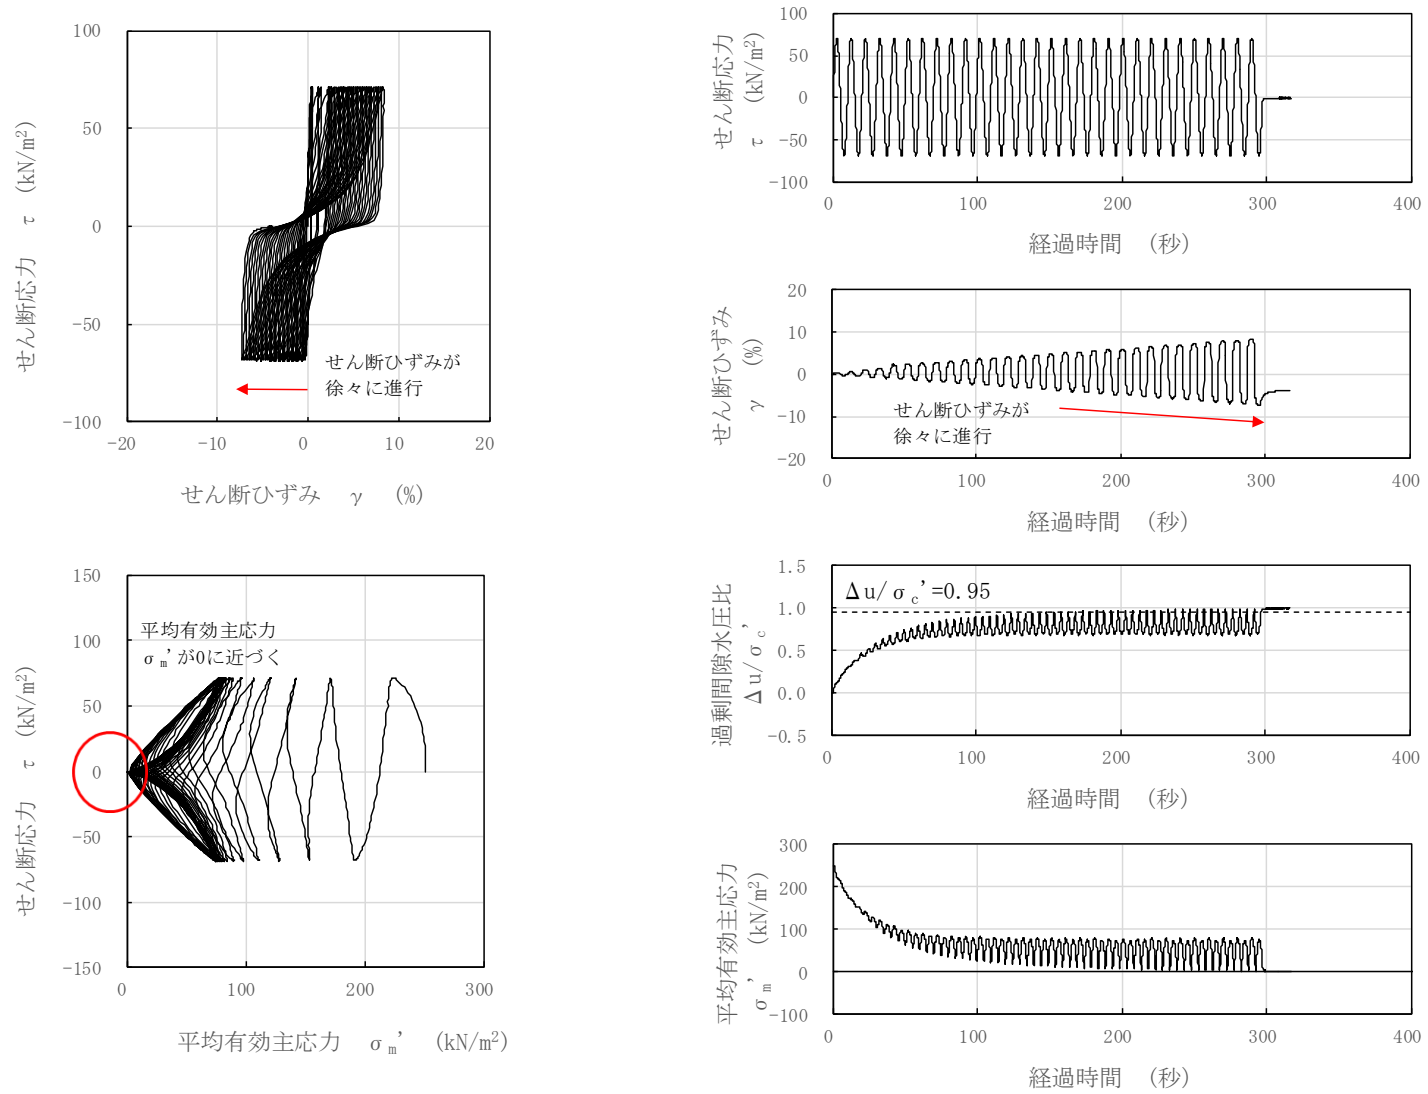 100
50
0
-50
-100
-20
-10
0
10
20
せん断応力 τ (kN/m²)
せん断ひずみ γ (%)
せん断ひずみが
徐々に進行
150
100
50
0
-50
-100
-150
0
100
200
300
せん断応力 τ (kN/m²)
平均有効主応力 σm' (kN/m²)
平均有効主応力
σm'が0に近づく
100
50
0
-50
-100
0
100
200
300
400
せん断応力
τ (kN/m²)
経過時間 (秒)
20
10
0
-10
-20
0
100
200
300
400
せん断ひずみ
γ (%)
経過時間 (秒)
せん断ひずみが
徐々に進行
1.5
1.0
0.5
0.0
-0.5
0
100
200
300
400
過剰間隙水圧比
Δu/σc'
経過時間 (秒)
Δu/σc'=0.95
300
200
100
0
-100
0
100
200
300
400
平均有効主応力
σm' (kN/m²)
経過時間 (秒)